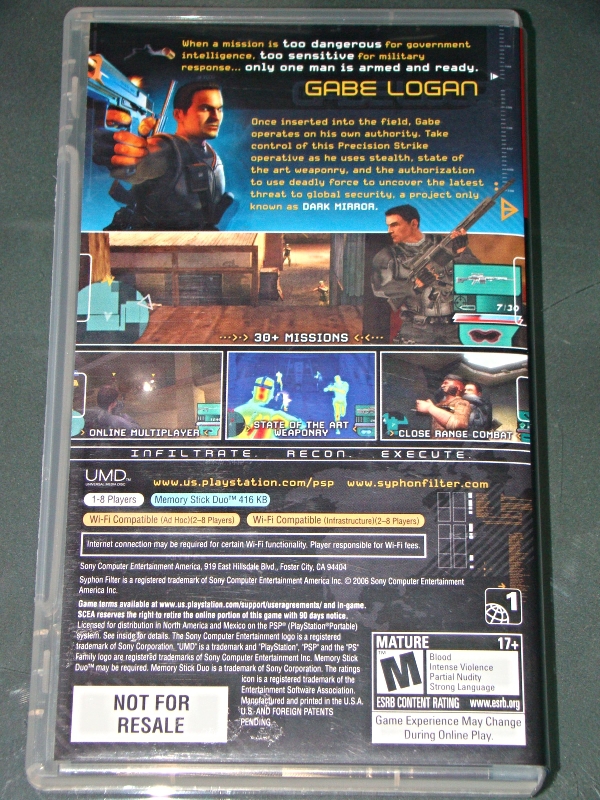 When a mission is too dangerous for government
intelligence, too sensitive for military
response... only one man is armed and ready.
GABE LOGAN
Once inserted into the field, Gabe
operates on his own authority. Take
control of this Precision Strike
operative as he uses stealth, state of
the art weaponry, and the authorization
to use deadly force to uncover the latest
threat to global security, a project only
known as DARK MIRROR.
7/30
30+ MISSIONS
ONLINE MULTIPLAYER
STATE OF THE ART
WEAPONRY
CLOSE RANGE COMBAT
INFILTRATE. RECON. EXECUTE.
UMD™
UNIVERSAL MEDIA DISC
www.us.playstation.com/psp www.syphonfilter.com
1-8 Players Memory Stick Duo™ 416 KB
Wi-Fi Compatible (Ad Hoc)(2–8 Players) Wi-Fi Compatible (Infrastructure)(2–8 Players)
Internet connection may be required for certain Wi-Fi functionality. Player responsible for Wi-Fi fees.
Sony Computer Entertainment America, 919 East Hillsdale Blvd., Foster City, CA 94404
Syphon Filter is a registered trademark of Sony Computer Entertainment America Inc. © 2006 Sony Computer Entertainment
America Inc.
Game terms available at www.us.playstation.com/support/useragreements/ and in-game.
SCEA reserves the right to retire the online portion of this game with 90 days notice.
Licensed for distribution in North America and Mexico on the PSP® (PlayStation®Portable)
system. See inside for details. The Sony Computer Entertainment logo is a registered
trademark of Sony Corporation. "UMD" is a trademark and "PlayStation", "PSP" and the "PS"
Family logo are registered trademarks of Sony Computer Entertainment Inc. Memory Stick
Duo™ may be required. Memory Stick Duo is a trademark of Sony Corporation. The ratings
icon is a registered trademark of the
Entertainment Software Association.
Manufactured and printed in the U.S.A.
U.S. AND FOREIGN PATENTS
PENDING.
NOT FOR
RESALE
1
MATURE 17+
M
™
Blood
Intense Violence
Partial Nudity
Strong Language
ESRB CONTENT RATING www.esrb.org
Game Experience May Change
During Online Play.